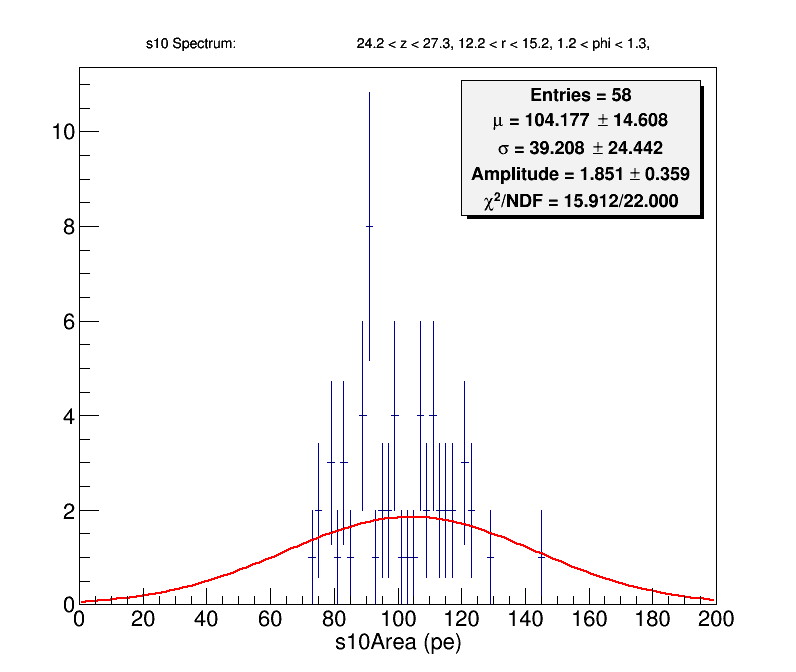 s10 Spectrum: 24.2 < z < 27.3, 12.2 < r < 15.2, 1.2 < phi < 1.3,
Entries = 58
μ = 104.177 ± 14.608
σ = 39.208 ± 24.442
Amplitude = 1.851 ± 0.359
χ²/NDF = 15.912/22.000
10
8
6
4
2
0
0 20 40 60 80 100 120 140 160 180 200
s10Area (pe)